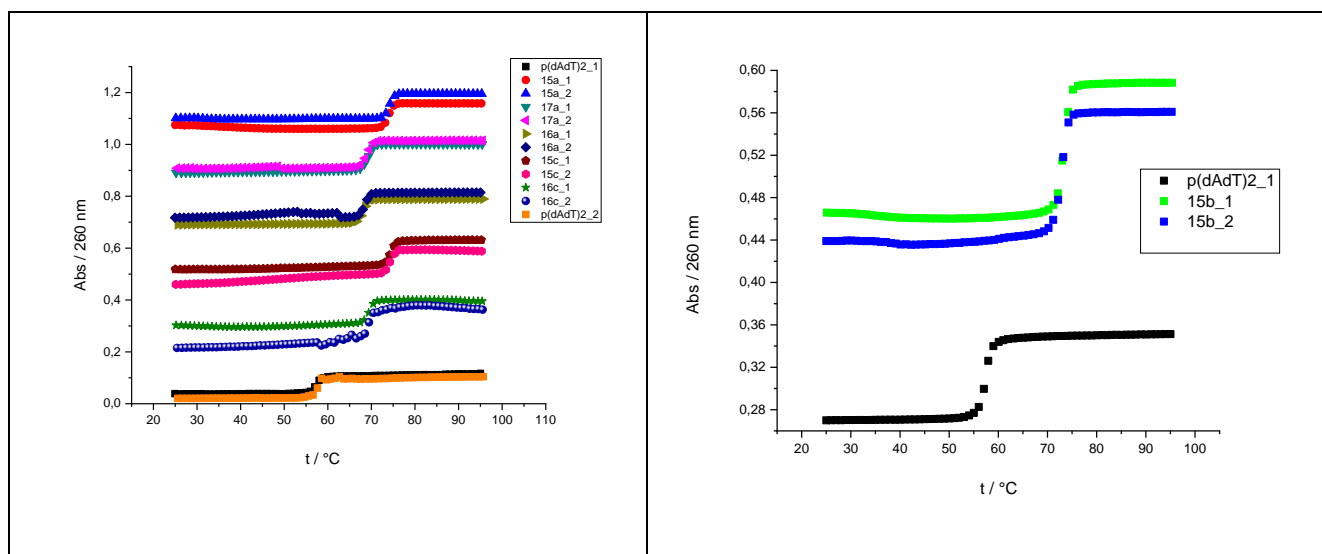 p(dAdT)2_1
15a_1
15a_2
17a_1
17a_2
16a_1
16a_2
15c_1
15c_2
16c_1
16c_2
p(dAdT)2_2
1,2
1,0
0,8
0,6
0,4
0,2
0,0
Abs / 260 nm
20 30 40 50 60 70 80 90 100 110
t / °C
0,60
0,56
0,52
0,48
0,44
0,40
0,36
0,32
0,28
Abs / 260 nm
p(dAdT)2_1
15b_1
15b_2
20 30 40 50 60 70 80 90 100
t / °C